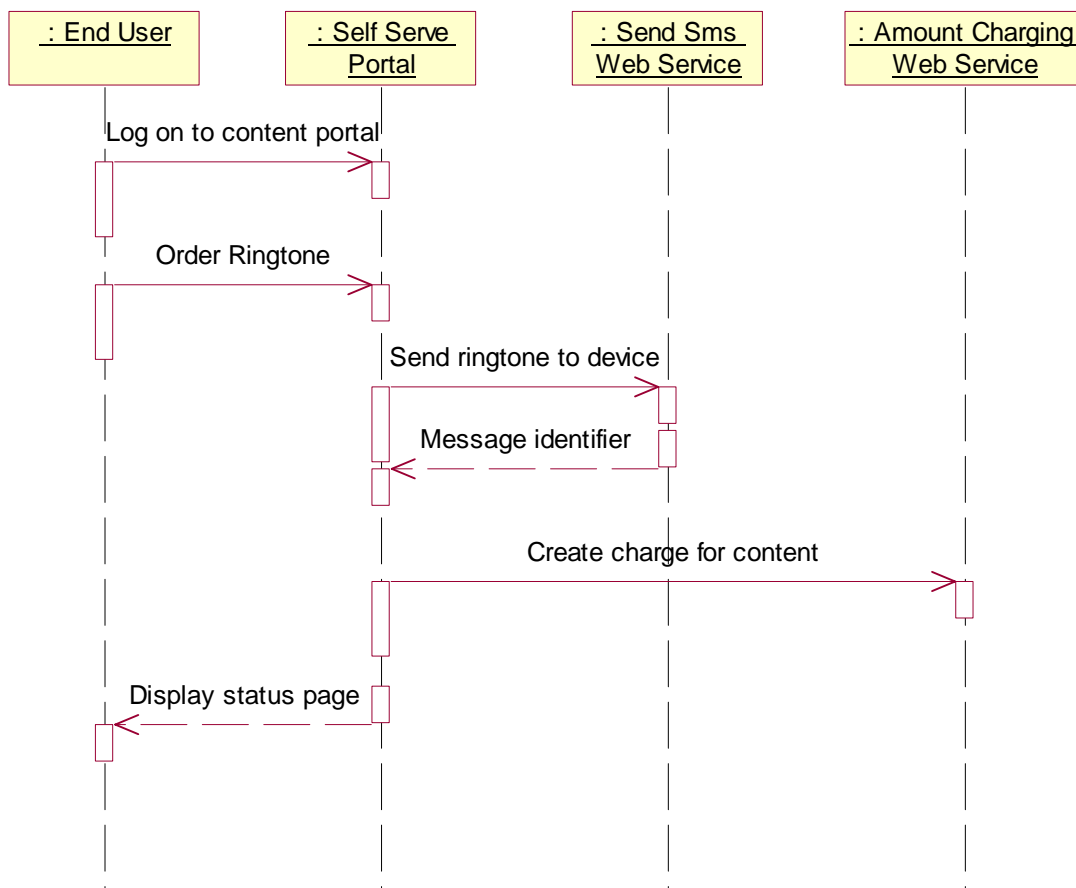 : End User
: Self Serve
Portal
: Send Sms
Web Service
: Amount Charging
Web Service
Log on to content portal
Order Ringtone
Send ringtone to device
Message identifier
Create charge for content
Display status page